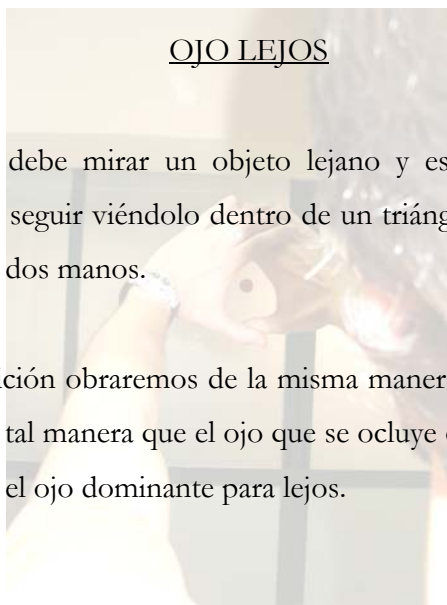 OJO LEJOS
debe mirar un objeto lejano y es
seguir viéndolo dentro de un triáng
dos manos.
ción obraremos de la misma maner
tal manera que el ojo que se ocluye
el ojo dominante para lejos.